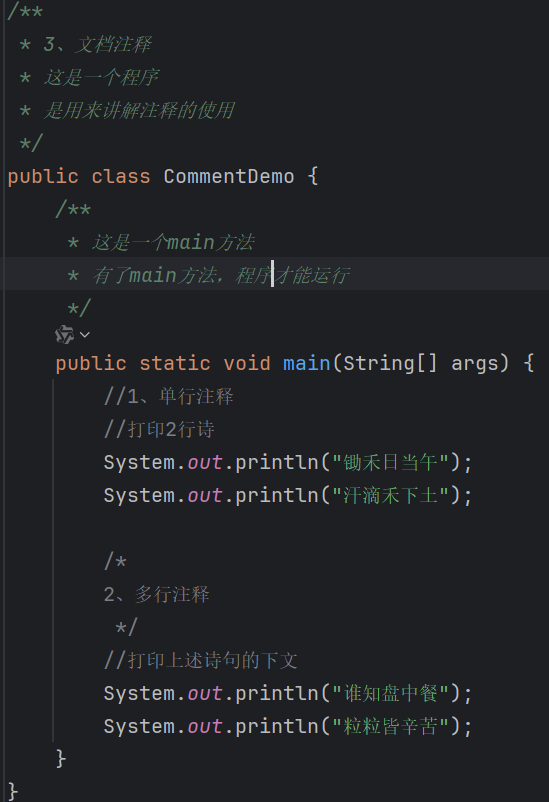 /**
 * 3、文档注释
 * 这是一个程序
 * 是用来讲解注释的使用
 */
public class CommentDemo {
    /**
     * 这是一个main方法
     * 有了main方法，程序才能运行
     */
    public static void main(String[] args) {
        //1、单行注释
        //打印2行诗
        System.out.println("锄禾日当午");
        System.out.println("汗滴禾下土");
        /*
        2、多行注释
         */
        //打印上述诗句的下文
        System.out.println("谁知盘中餐");
        System.out.println("粒粒皆辛苦");
    }
}